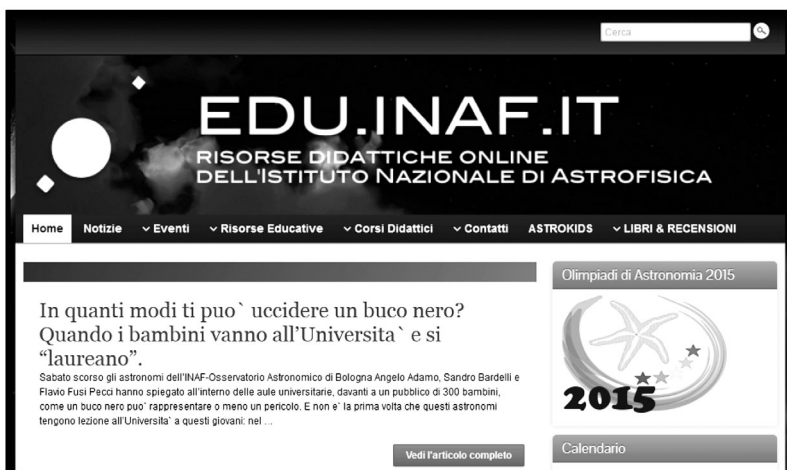 Cerca
EDU.INAF.IT
RISORSE DIDATTICHE ONLINE
DELL'ISTITUTO NAZIONALE DI ASTROFISICA
Home Notizie Eventi Risorse Educative Corsi Didattici Contatti ASTROKIDS LIBRI & RECENSIONI
In quanti modi ti puo` uccidere un buco nero?
Quando i bambini vanno all'Universita` e si
“laureano”.
Sabato scorso gli astronomi dell'INAF-Osservatorio Astronomico di Bologna Angelo Adamo, Sandro Bardelli e
Flavio Fusi Pecci hanno spiegato all'interno delle aule universitarie, davanti a un pubblico di 300 bambini,
come un buco nero puo` rappresentare o meno un pericolo. E non e` la prima volta che questi astronomi
tengono lezione all'Universita` a questi giovani: nel ...
Vedi l'articolo completo
Olimpiadi di Astronomia 2015
2015
Calendario